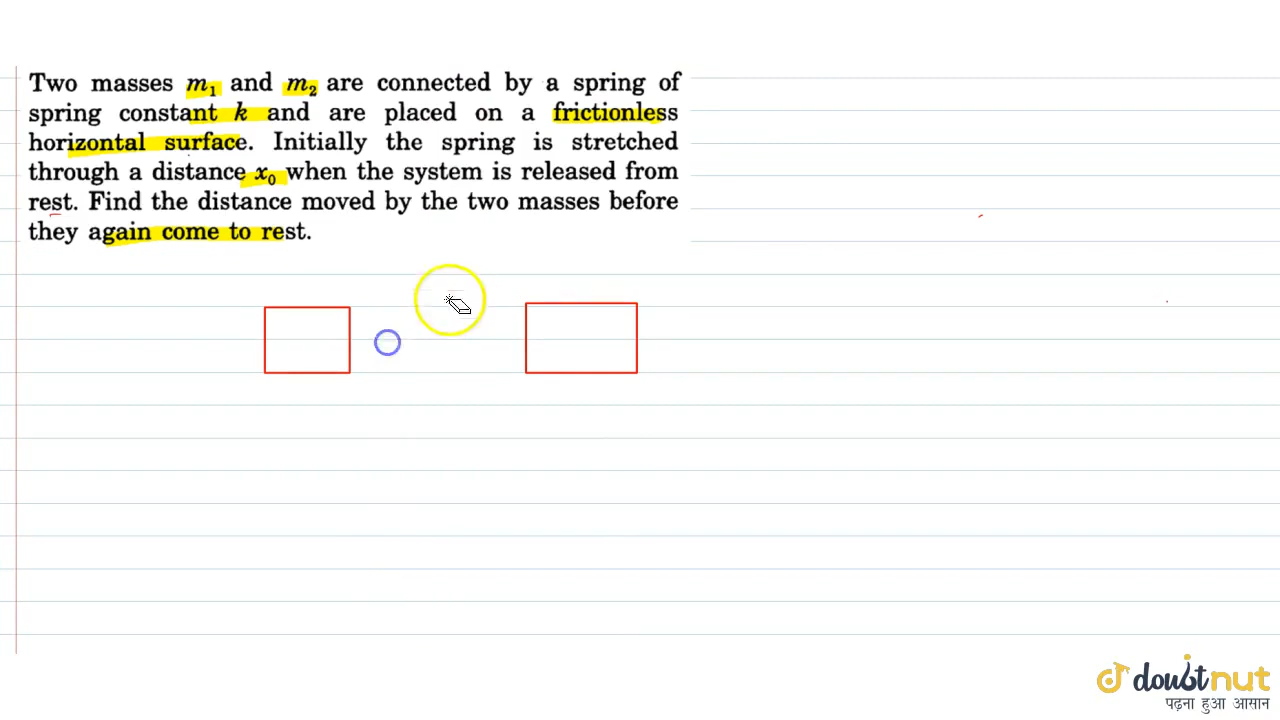 Two masses m₁ and m₂ are connected by a spring of
spring constant k and are placed on a frictionless
horizontal surface. Initially the spring is stretched
through a distance x₀ when the system is released from
rest. Find the distance moved by the two masses before
they again come to rest.
doubtnut
पढ़ना हुआ आसान